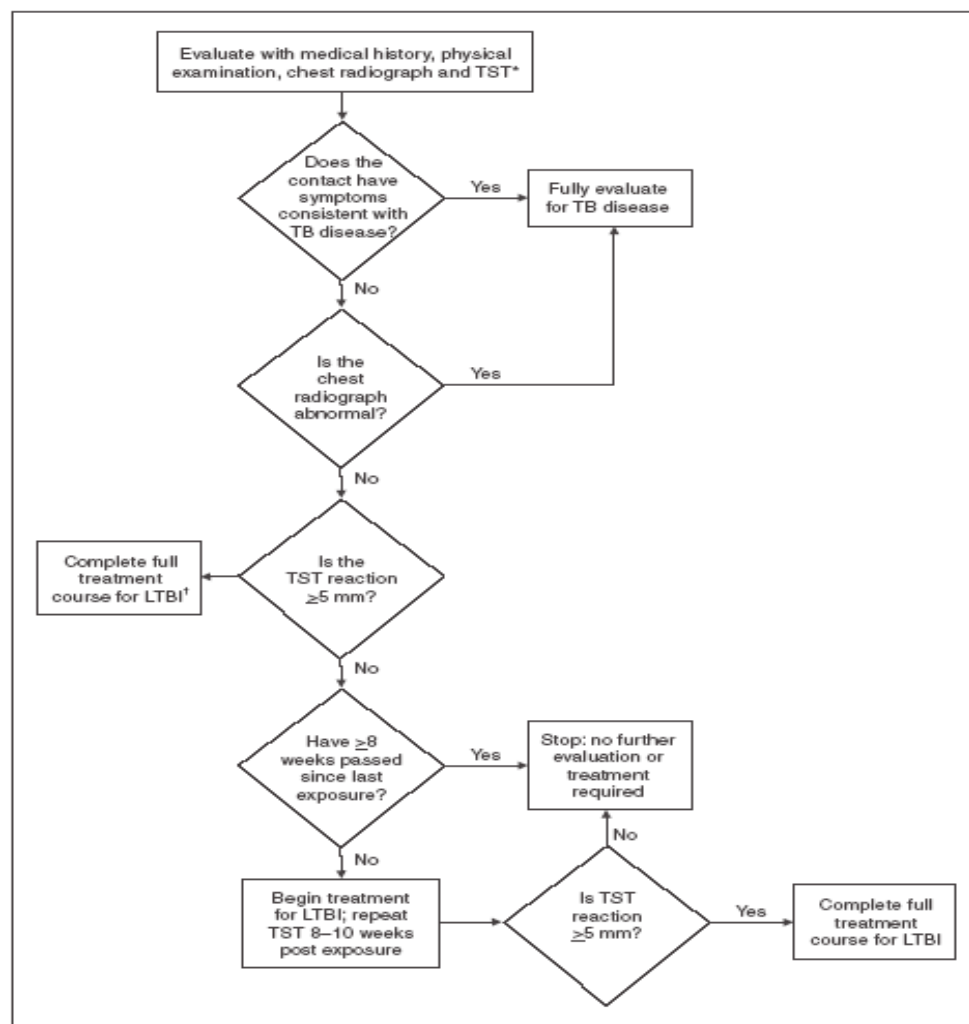 Evaluate with medical history, physical
examination, chest radiograph and TST*
Does the
contact have
symptoms
consistent with
TB disease?
Yes
Fully evaluate
for TB disease
No
Is the
chest
radiograph
abnormal?
Yes
No
Complete full
treatment
course for LTBI†
Is the
TST reaction
≥5 mm?
No
Have ≥8
weeks passed
since last
exposure?
Yes
Stop: no further
evaluation or
treatment
required
No
No
Begin treatment
for LTBI; repeat
TST 8–10 weeks
post exposure
Is TST
reaction
≥5 mm?
Yes
Complete full
treatment
course for LTBI